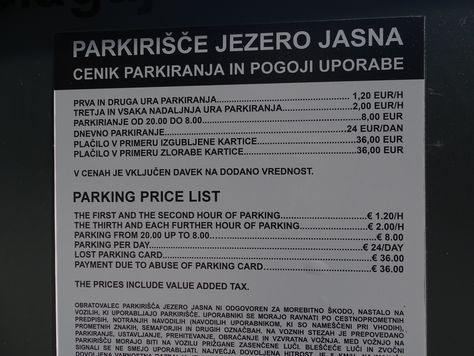 PARKIRIŠČE JEZERO JASNA
CENIK PARKIRANJA IN POGOJI UPORABE
PRVA IN DRUGA URA PARKIRANJA........................................ 1,20 EUR/H
TRETJA IN VSAKA NADALJNJA URA PARKIRANJA..................2,00 EUR/H
PARKIRIANJE OD 20.00 DO 8.00.......................................8,00 EUR
DNEVNO PARKIRANJE.......................................24 EUR/DAN
PLAČILO V PRIMERU IZGUBLJENE KARTICE..........................36,00 EUR
PLAČILO V PRIMERU ZLORABE KARTICE..........................36,00 EUR
V CENAH JE VKLJUČEN DAVEK NA DODANO VREDNOST.
PARKING PRICE LIST
THE FIRST AND THE SECOND HOUR OF PARKING......................€ 1.20/H
THE THIRTH AND EACH FURTHER HOUR OF PARKING..................€ 2.00/H
PARKING FROM 20.00 UP TO 8.00.......................................€ 8.00
PARKING PER DAY.......................................€ 24/DAY
LOST PARKING CARD.......................................€ 36.00
PAYMENT DUE TO ABUSE OF PARKING CARD..........................€ 36.00
THE PRICES INCLUDE VALUE ADDED TAX.
OBRATOVALEC PARKIRIŠČA JEZERO JASNA NI ODGOVOREN ZA MOREBITNO ŠKODO, NASTALO NA
VOZILIH, KI UPORABLJAJO PARKIRIŠČE. UPORABNIKI SE MORAJO RAVNATI PO CESTNOPROMETNIH
PREDPISIH, NOTRANJIH NAVODILIH (NAVODILIH UPORABNIKOM, KI SO NAMEŠČENI PRI VHODIH),
PROMETNIH ZNAKIH, SEMAFORJIH IN DRUGIH OZNAČBAH. NA VOZNIH STEZAH JE PREPOVEDANO
PARKIRANJE, USTAVLJANJE, PREHITEVANJE, OBRAČANJE IN VZVRATNA VOŽNJA. MED VOŽNJO PO
PARKIRIŠČU MORAJO BITI NA VOZILU PRIŽGANE ZASENČENE LUČI. BLEŠČEČE LUČI IN ZVOČNI
SIGNALI SE NE SMEJO UPORABLJATI. NAJVEČJA DOVOLJENA HITROST JE